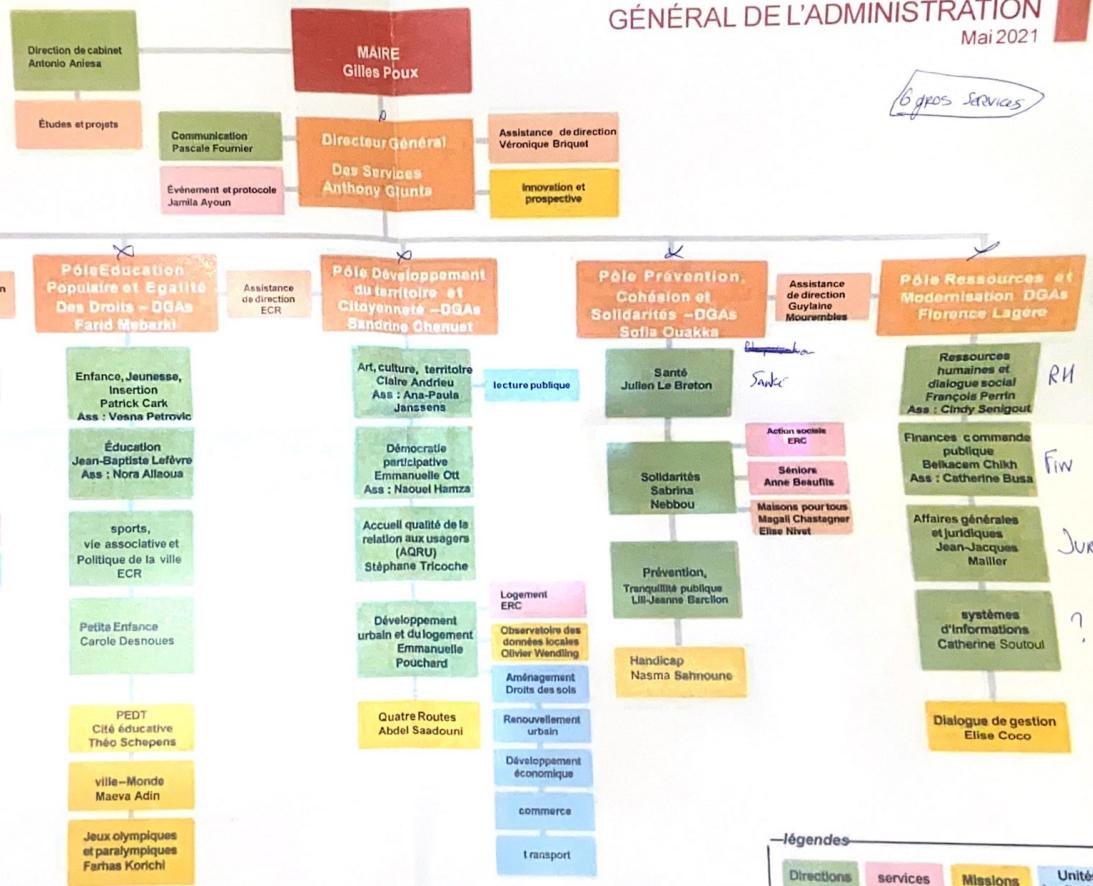 GÉNÉRAL DE L'ADMINISTRATION
Mai 2021
6 gros services
Direction de cabinet
Antonio Aniesa
MAIRE
Gilles Poux
Études et projets
Communication
Pascale Fournier
Directeur Général
Des Services
Anthony Giunta
Assistance de direction
Véronique Briquet
Événement et protocole
Jamila Ayoun
Innovation et
prospective
Pôle Education
Populaire et Egalité
Des Droits – DGAs
Farid Mebarki
Assistance
de direction
ECR
Pôle Développement
du territoire et
Citoyenneté – DGAs
Sandrine Chenuet
Pôle Prévention,
Cohésion et
Solidarités – DGAs
Sofia Ouakka
Assistance
de direction
Guylaine
Mourembles
Pôle Ressources et
Modernisation DGAs
Florence Lagère
Enfance, Jeunesse,
Insertion
Patrick Cark
Ass : Vesna Petrovic
Éducation
Jean-Baptiste Lefèvre
Ass : Nora Allaoua
sports,
vie associative et
Politique de la ville
ECR
Petite Enfance
Carole Desnoues
PEDT
Cité éducative
Théo Schepens
ville–Monde
Maeva Adin
Jeux olympiques
et paralympiques
Farhas Korichi
Art, culture, territoire
Claire Andrieu
Ass : Ana-Paula
Janssens
lecture publique
Démocratie
participative
Emmanuelle Ott
Ass : Naouel Hamza
Accueil qualité de la
relation aux usagers
(AQRU)
Stéphane Tricoche
Développement
urbain et du logement
Emmanuelle
Pouchard
Quatre Routes
Abdel Saadouni
Logement
ERC
Observatoire des
données locales
Olivier Wendling
Aménagement
Droits des sols
Renouvellement
urbain
Développement
économique
commerce
transport
Santé
Julien Le Breton
Santé
Solidarités
Sabrina
Nebbou
Action sociale
ERC
Séniors
Anne Beaufils
Maisons pour tous
Magali Chastagner
Elise Nivet
Prévention,
Tranquillité publique
Lili-Jeanne Barcilon
Handicap
Nasma Sahnoune
Ressources
humaines et
dialogue social
François Perrin
Ass : Cindy Senigout
RH
Finances commande
publique
Belkacem Chikh
Ass : Catherine Busa
Fin
Affaires générales
et juridiques
Jean-Jacques
Mailler
Jur
systèmes
d'informations
Catherine Soutoul
?
Dialogue de gestion
Elise Coco
légendes
Directions
services
Missions
Unités